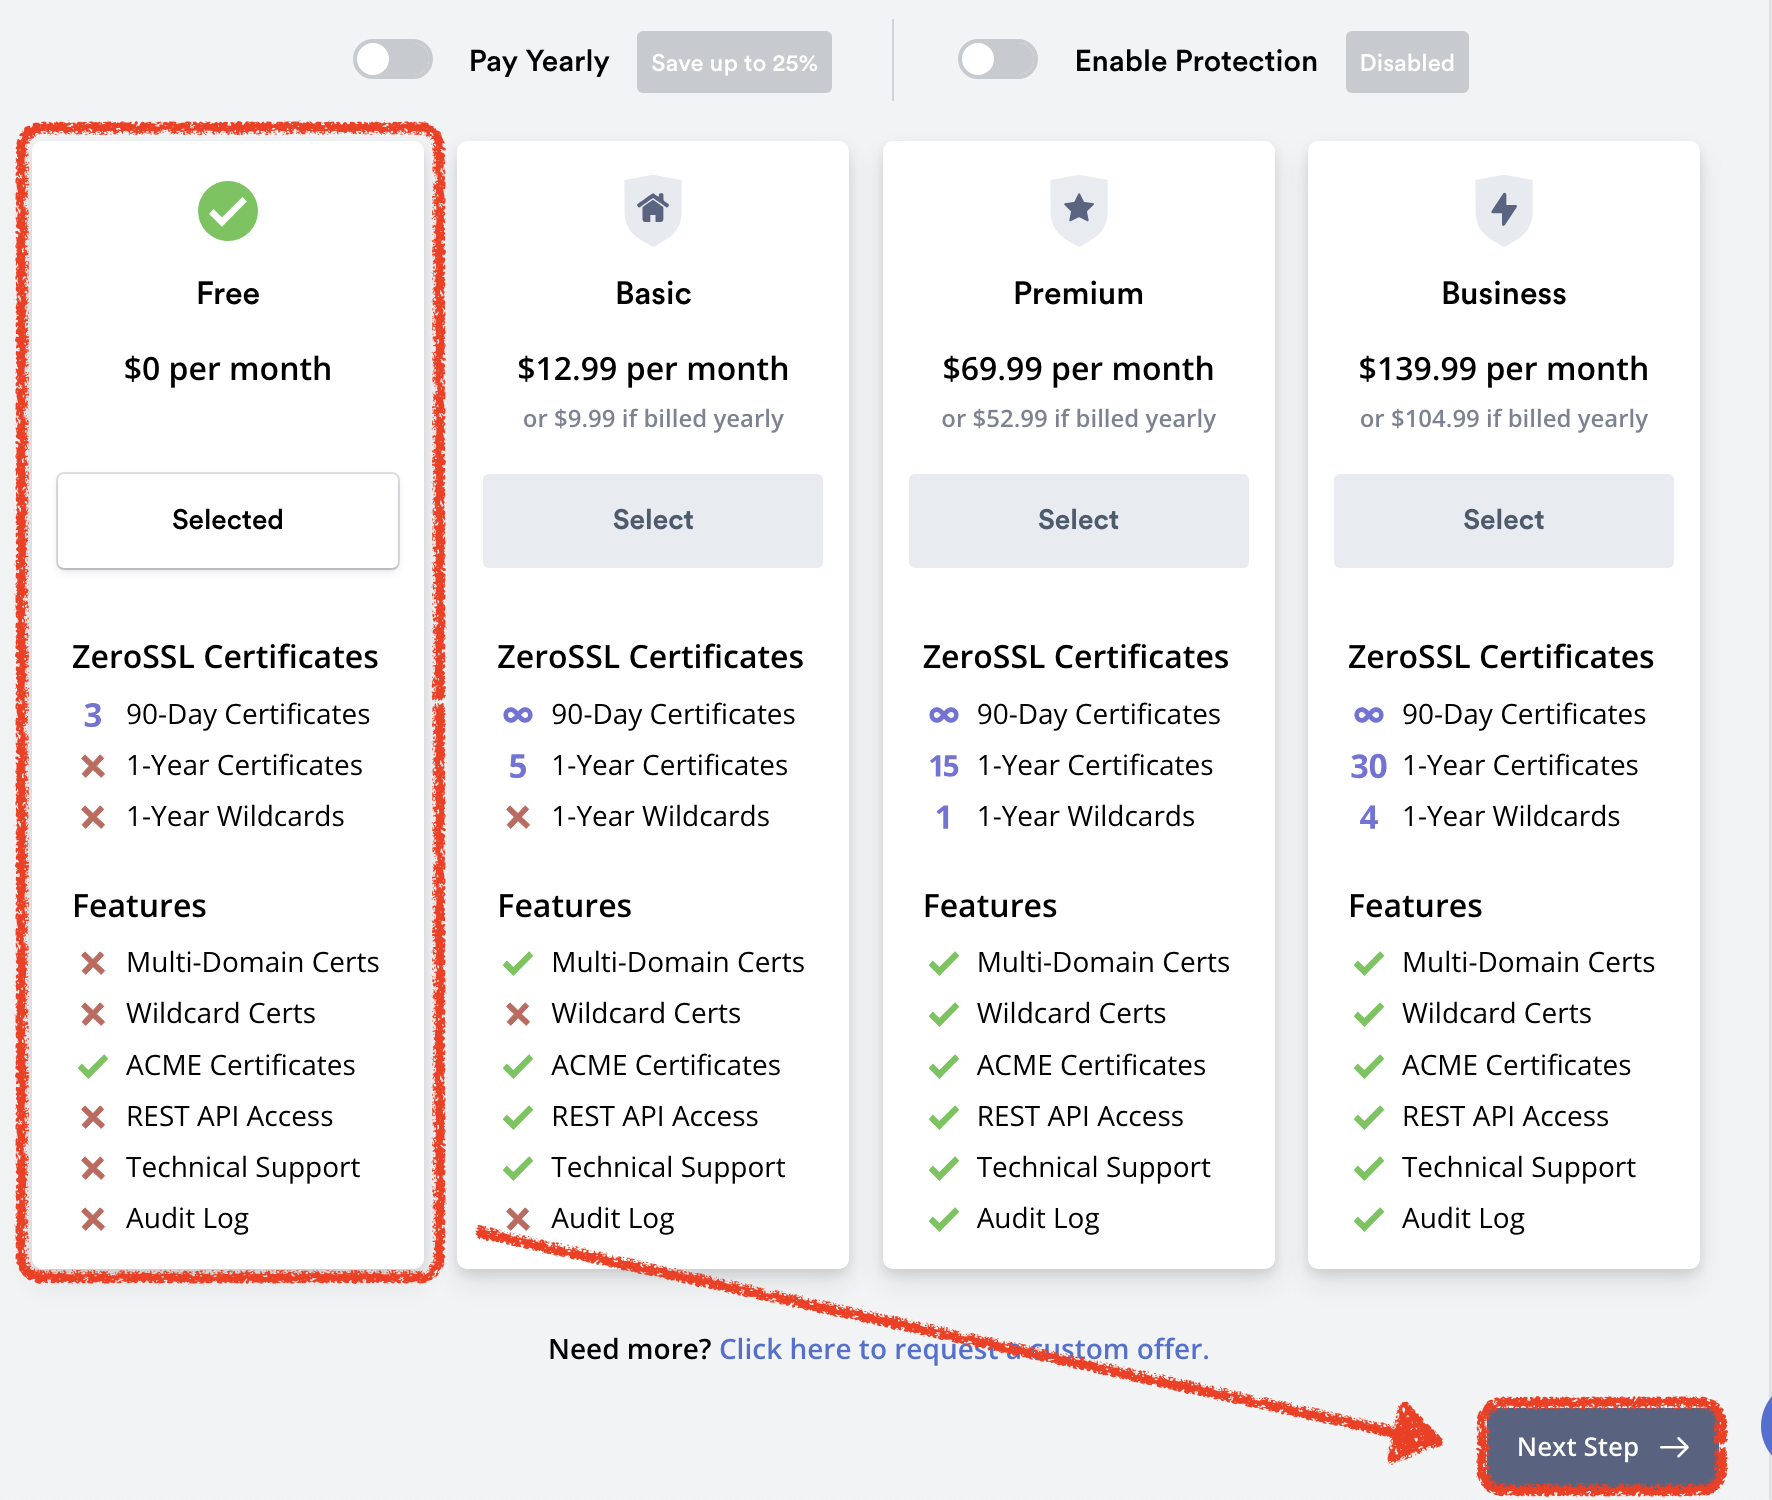 Pay Yearly Save up to 25% Enable Protection Disabled
Free
$0 per month
Selected
ZeroSSL Certificates
3 90-Day Certificates
1-Year Certificates
1-Year Wildcards
Features
Multi-Domain Certs
Wildcard Certs
ACME Certificates
REST API Access
Technical Support
Audit Log
Basic
$12.99 per month
or $9.99 if billed yearly
Select
ZeroSSL Certificates
∞ 90-Day Certificates
5 1-Year Certificates
1-Year Wildcards
Features
Multi-Domain Certs
Wildcard Certs
ACME Certificates
REST API Access
Technical Support
Audit Log
Premium
$69.99 per month
or $52.99 if billed yearly
Select
ZeroSSL Certificates
∞ 90-Day Certificates
15 1-Year Certificates
1 1-Year Wildcards
Features
Multi-Domain Certs
Wildcard Certs
ACME Certificates
REST API Access
Technical Support
Audit Log
Business
$139.99 per month
or $104.99 if billed yearly
Select
ZeroSSL Certificates
∞ 90-Day Certificates
30 1-Year Certificates
4 1-Year Wildcards
Features
Multi-Domain Certs
Wildcard Certs
ACME Certificates
REST API Access
Technical Support
Audit Log
Need more? Click here to request a custom offer.
Next Step →